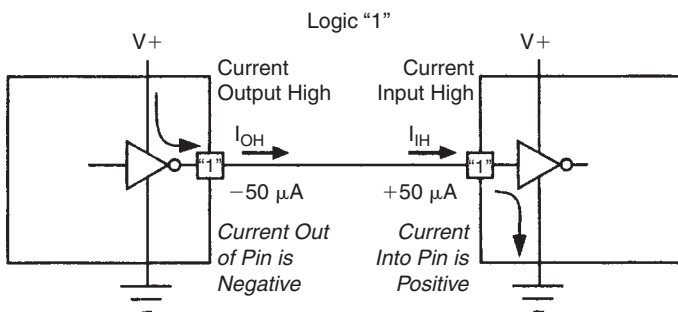 Logic “1”
V+
V+
Current
Output High
Current
Input High
I_OH
I_IH
“1”
“1”
−50 μA
+50 μA
Current Out
of Pin is
Negative
Current
Into Pin is
Positive